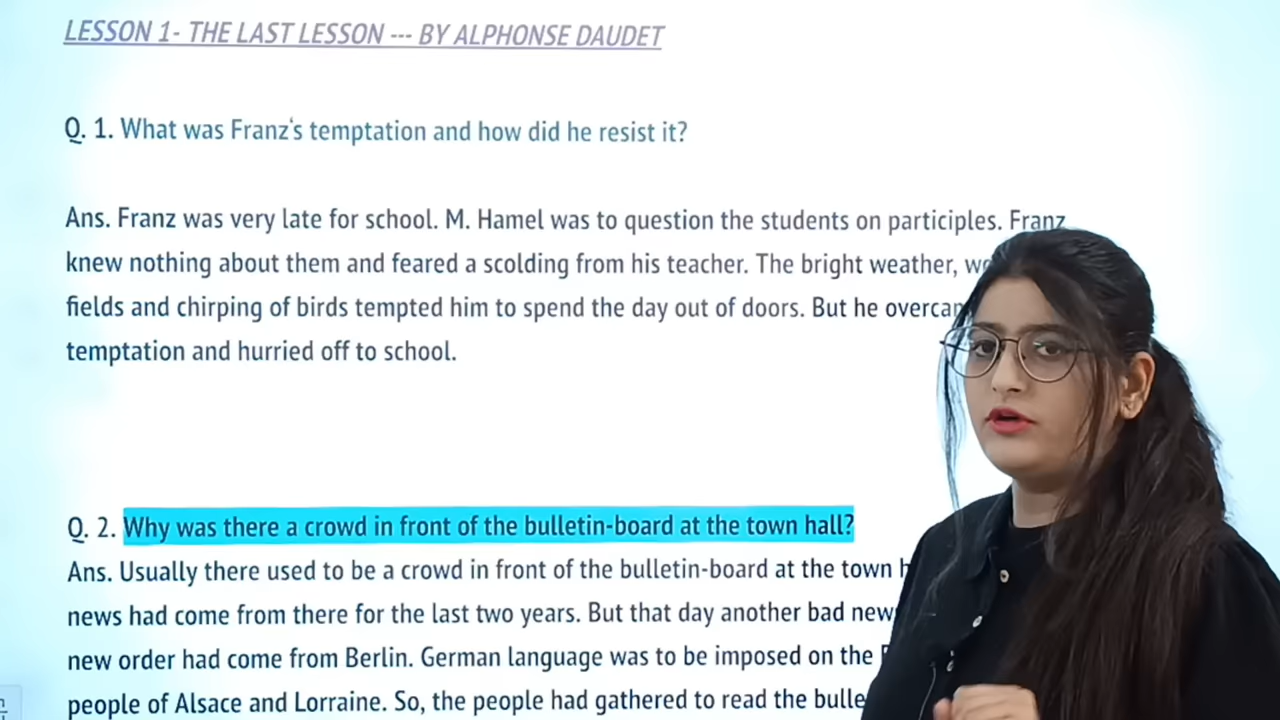 LESSON 1- THE LAST LESSON --- BY ALPHONSE DAUDET
Q. 1. What was Franz's temptation and how did he resist it?
Ans. Franz was very late for school. M. Hamel was to question the students on participles. Franz
knew nothing about them and feared a scolding from his teacher. The bright weather,
fields and chirping of birds tempted him to spend the day out of doors. But he
temptation and hurried off to school.
Q. 2. Why was there a crowd in front of the bulletin-board at the town hall?
Ans. Usually there used to be a crowd in front of the bulletin-board at the town
news had come from there for the last two years. But that day another bad
new order had come from Berlin. German language was to be imposed on the
people of Alsace and Lorraine. So, the people had gathered to read the